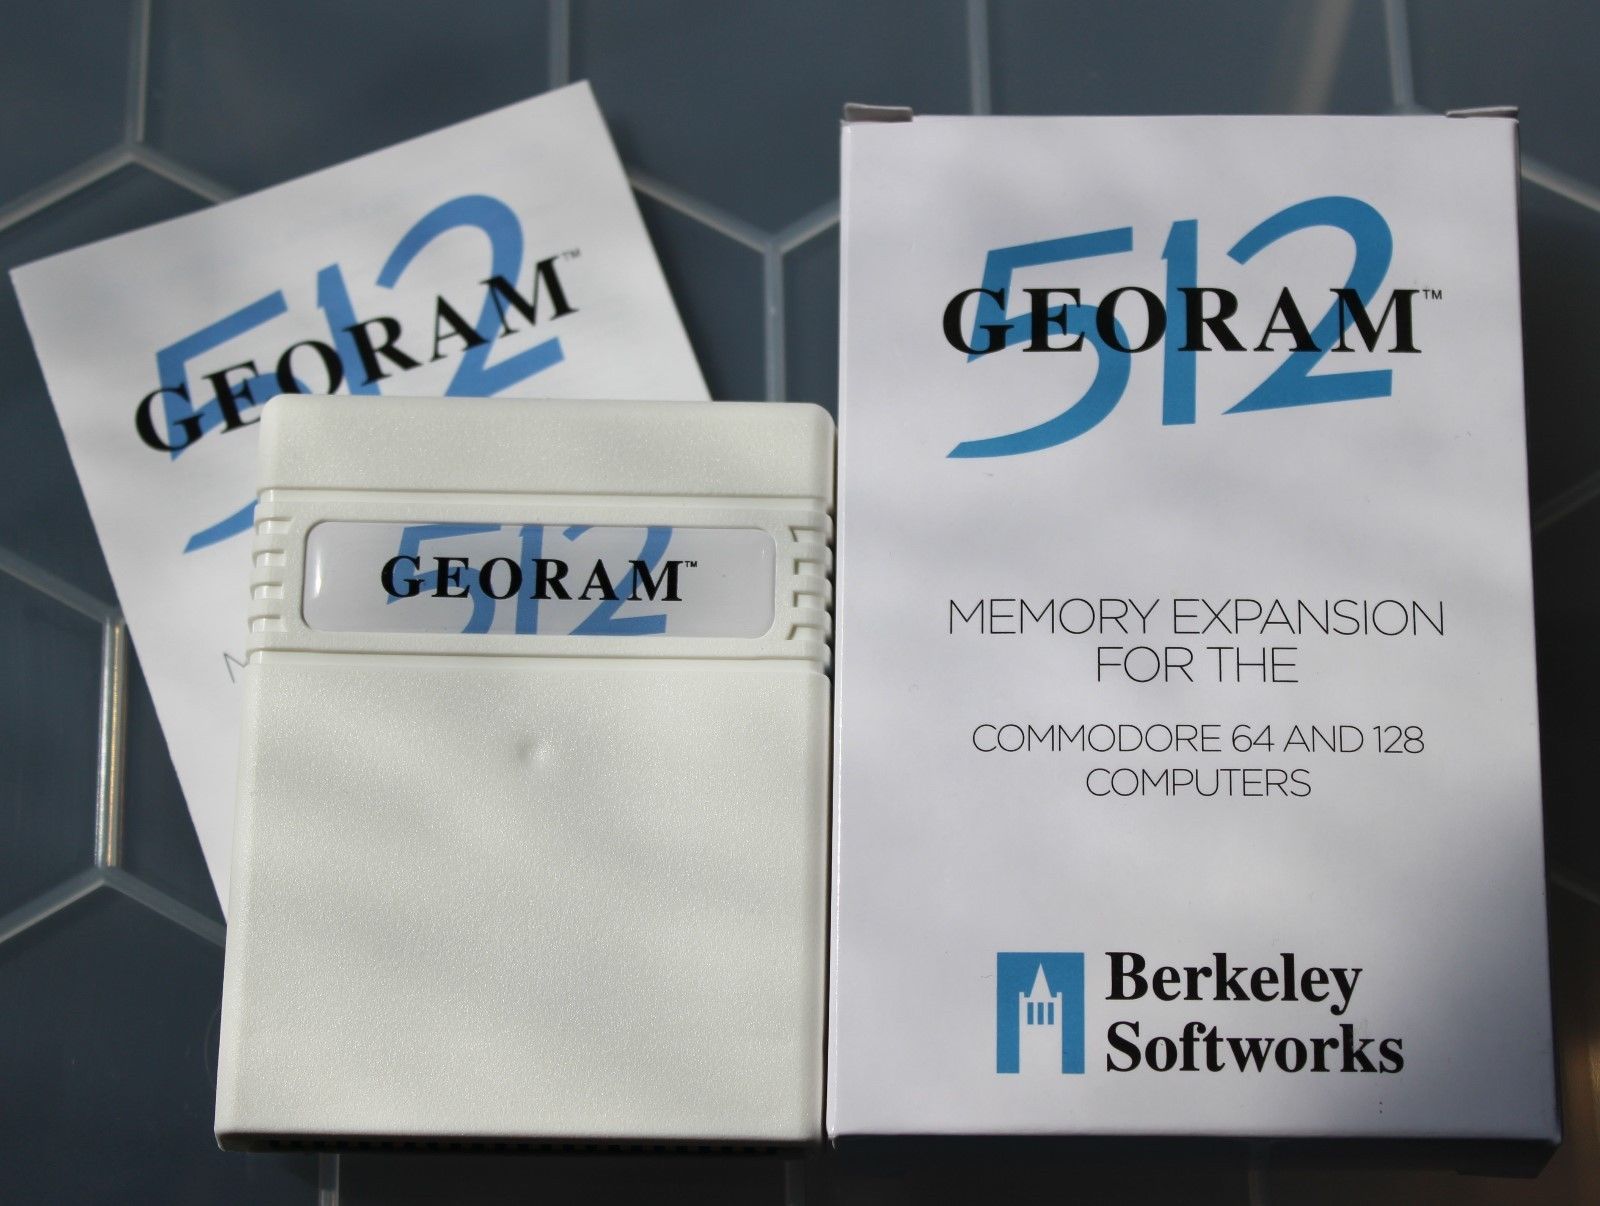 512
GEORAM™
512
GEORAM™
512
GEORAM™
MEMORY EXPANSION
FOR THE
COMMODORE 64 AND 128
COMPUTERS
Berkeley
Softworks